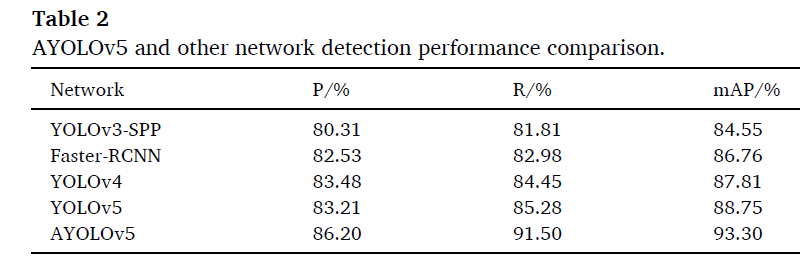 Table 2
AYOLOv5 and other network detection performance comparison.
Network P/% R/% mAP/%
YOLOv3-SPP 80.31 81.81 84.55
Faster-RCNN 82.53 82.98 86.76
YOLOv4 83.48 84.45 87.81
YOLOv5 83.21 85.28 88.75
AYOLOv5 86.20 91.50 93.30